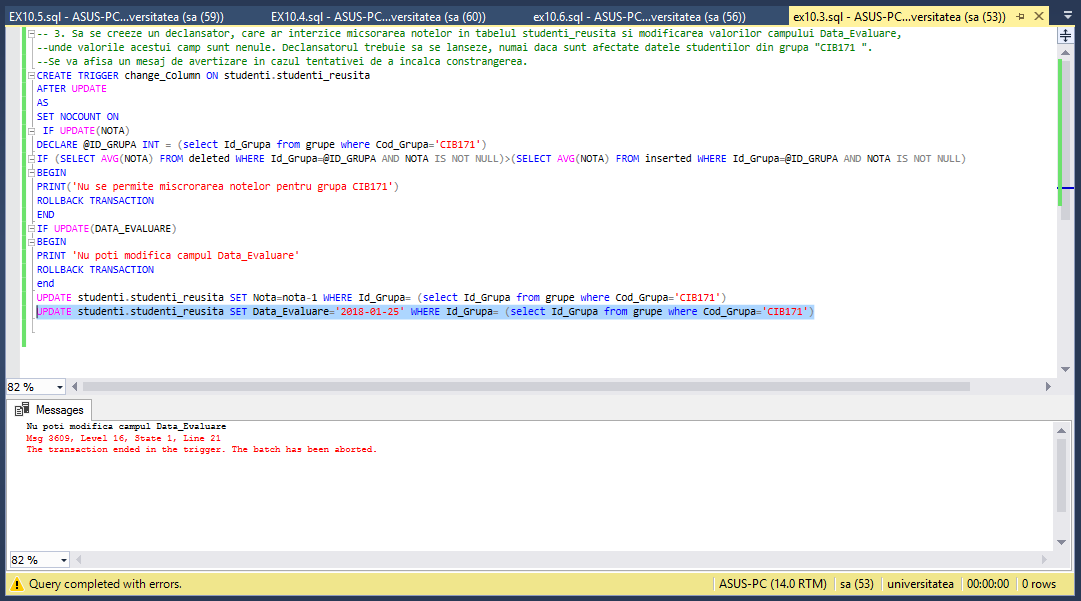 EX10.5.sql - ASUS-PC...versitatea (sa (59)) EX10.4.sql - ASUS-PC...versitatea (sa (60)) ex10.6.sql - ASUS-PC...versitatea (sa (56)) ex10.3.sql - ASUS-PC...versitatea (sa (53))
-- 3. Sa se creeze un declansator, care ar interzice micsorarea notelor in tabelul studenti_reusita si modificarea valorilor campului Data_Evaluare,
--unde valorile acestui camp sunt nenule. Declansatorul trebuie sa se lanseze, numai daca sunt afectate datele studentilor din grupa "CIB171 ".
--Se va afisa un mesaj de avertizare in cazul tentativei de a incalca constrangerea.
CREATE TRIGGER change_Column ON studenti.studenti_reusita
AFTER UPDATE
AS
SET NOCOUNT ON
IF UPDATE(NOTA)
DECLARE @ID_GRUPA INT = (select Id_Grupa from grupe where Cod_Grupa='CIB171')
IF (SELECT AVG(NOTA) FROM deleted WHERE Id_Grupa=@ID_GRUPA AND NOTA IS NOT NULL)>(SELECT AVG(NOTA) FROM inserted WHERE Id_Grupa=@ID_GRUPA AND NOTA IS NOT NULL)
BEGIN
PRINT('Nu se permite miscrorarea notelor pentru grupa CIB171')
ROLLBACK TRANSACTION
END
IF UPDATE(DATA_EVALUARE)
BEGIN
PRINT 'Nu poti modifica campul Data_Evaluare'
ROLLBACK TRANSACTION
end
UPDATE studenti.studenti_reusita SET Nota=nota-1 WHERE Id_Grupa= (select Id_Grupa from grupe where Cod_Grupa='CIB171')
UPDATE studenti.studenti_reusita SET Data_Evaluare='2018-01-25' WHERE Id_Grupa= (select Id_Grupa from grupe where Cod_Grupa='CIB171')
82 %
Messages
Nu poti modifica campul Data_Evaluare
Msg 3609, Level 16, State 1, Line 21
The transaction ended in the trigger. The batch has been aborted.
82 %
Query completed with errors. ASUS-PC (14.0 RTM) sa (53) universitatea 00:00:00 0 rows